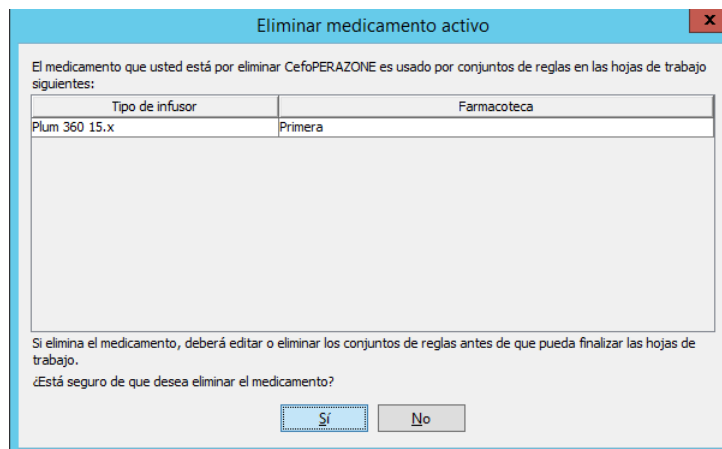 Eliminar medicamento activo
x
El medicamento que usted está por eliminar CefoPERAZONE es usado por conjuntos de reglas en las hojas de trabajo
siguientes:
Tipo de infusor Farmacoteca
Plum 360 15.x Primera
Si elimina el medicamento, deberá editar o eliminar los conjuntos de reglas antes de que pueda finalizar las hojas de
trabajo.
¿Está seguro de que desea eliminar el medicamento?
Sí No